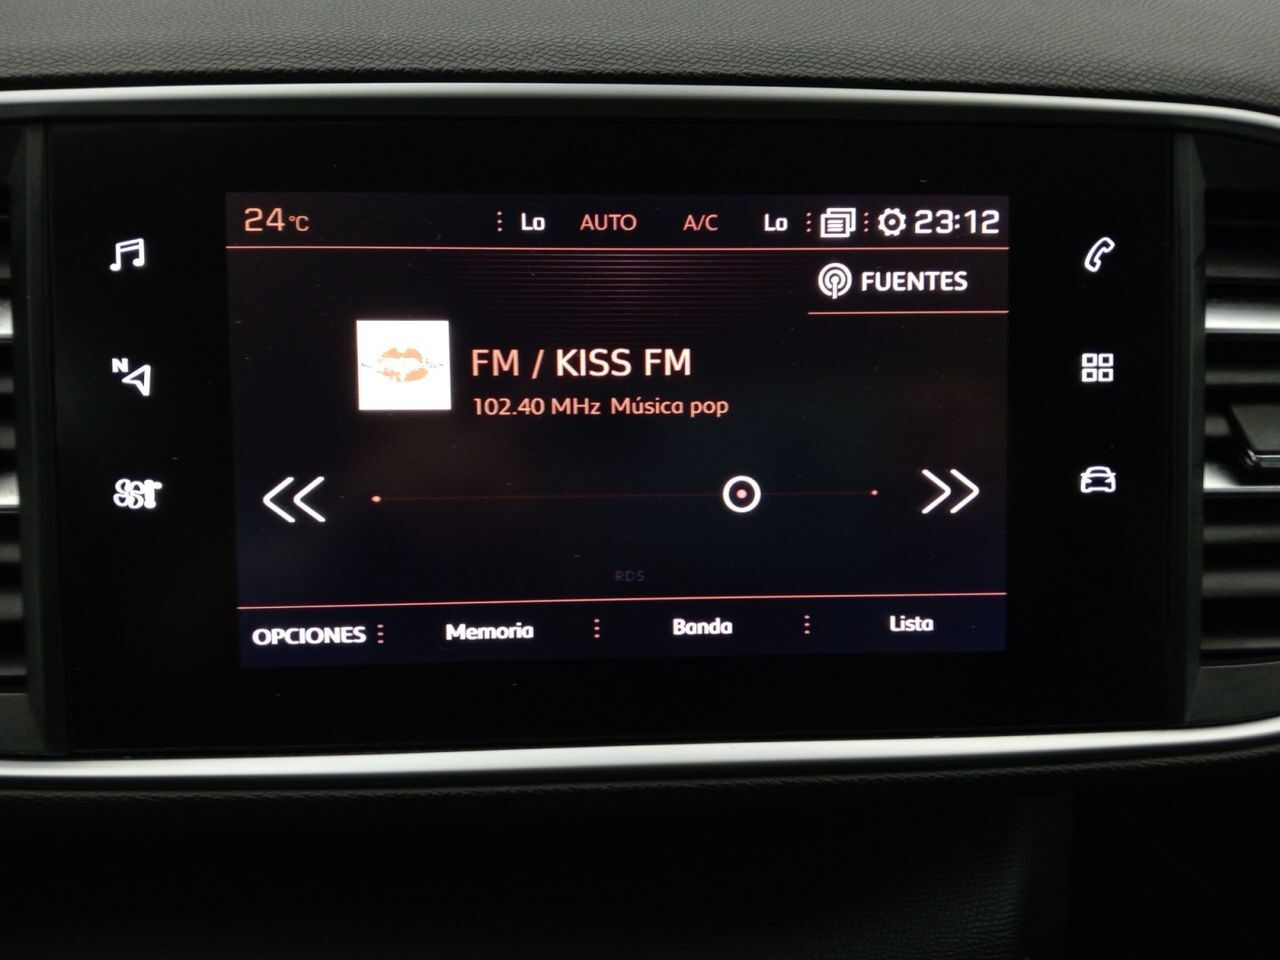 24°C Lo AUTO A/C Lo 23:12
FUENTES
FM / KISS FM
102.40 MHz Música pop
N
RDS
OPCIONES Memoria Banda Lista